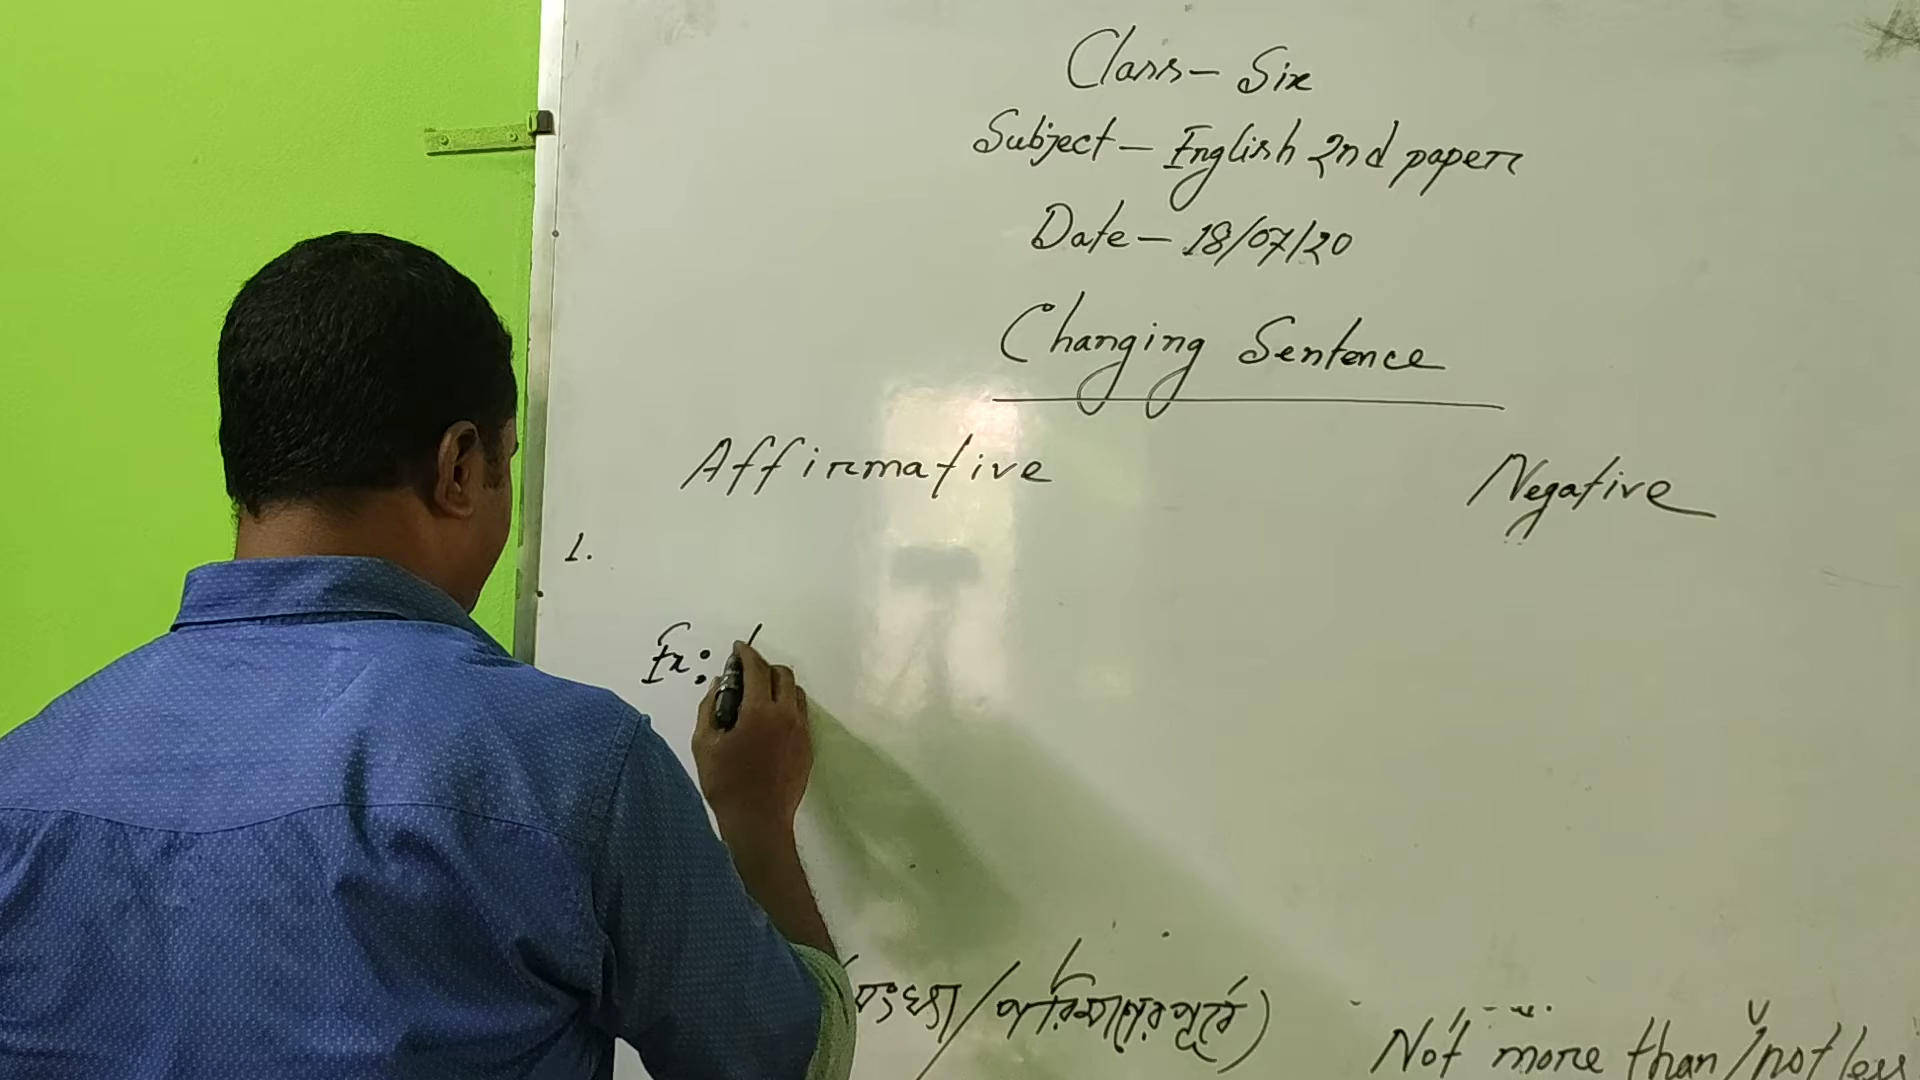 Class - Six
Subject - English 2nd paper
Date - 18/07/20
Changing Sentence
Affirmative Negative
1.
Ex:
সংখ্যা / পরিমাণের পূর্বে) Not more than / not less